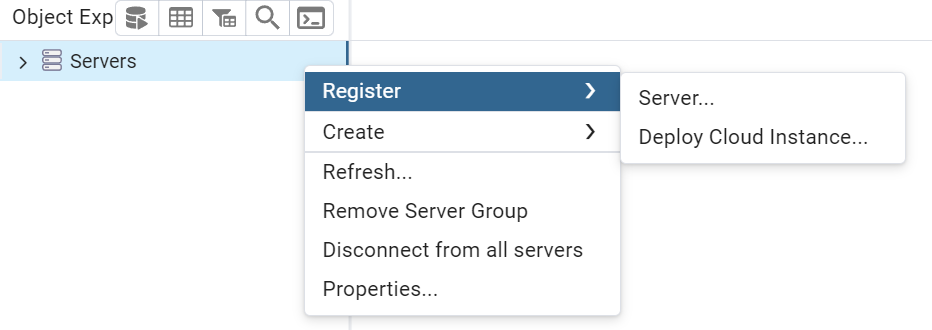 Object Exp
Servers
Register
Server...
Create
Deploy Cloud Instance...
Refresh...
Remove Server Group
Disconnect from all servers
Properties...